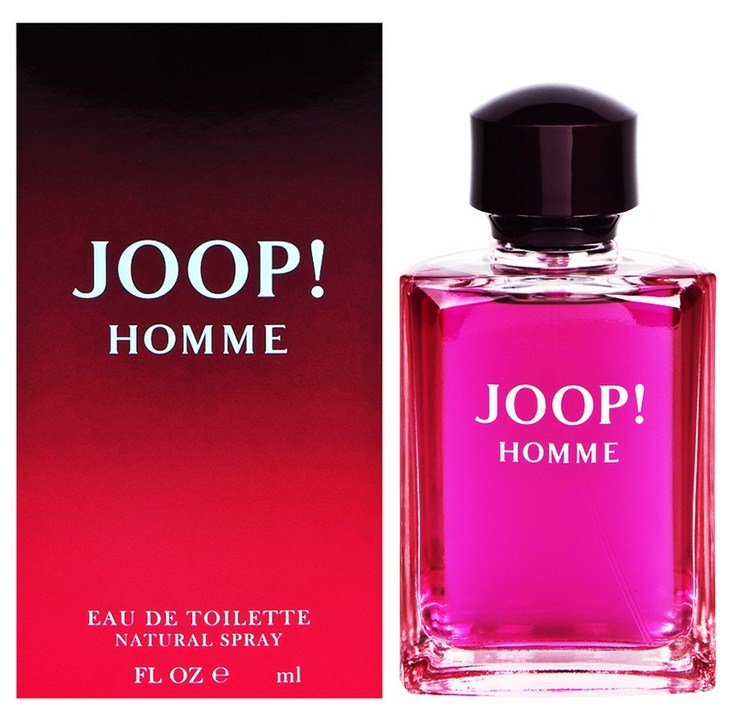 JOOP!
HOMME
EAU DE TOILETTE
NATURAL SPRAY
FL OZ ℮ ml
JOOP!
HOMME